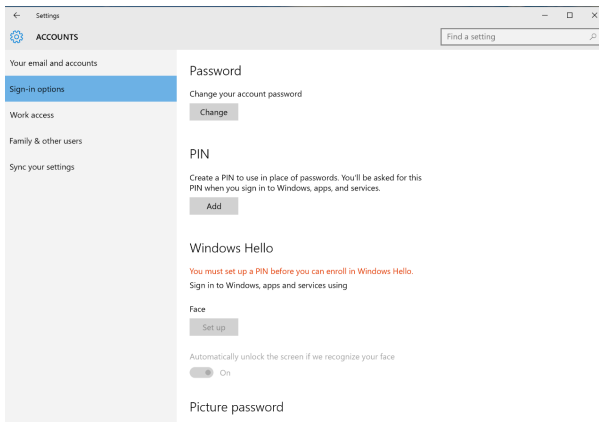 Settings
ACCOUNTS
Find a setting
Your email and accounts
Sign-in options
Work access
Family & other users
Sync your settings
Password
Change your account password
Change
PIN
Create a PIN to use in place of passwords. You'll be asked for this
PIN when you sign in to Windows, apps, and services.
Add
Windows Hello
You must set up a PIN before you can enroll in Windows Hello.
Sign in to Windows, apps and services using
Face
Set up
Automatically unlock the screen if we recognize your face
On
Picture password